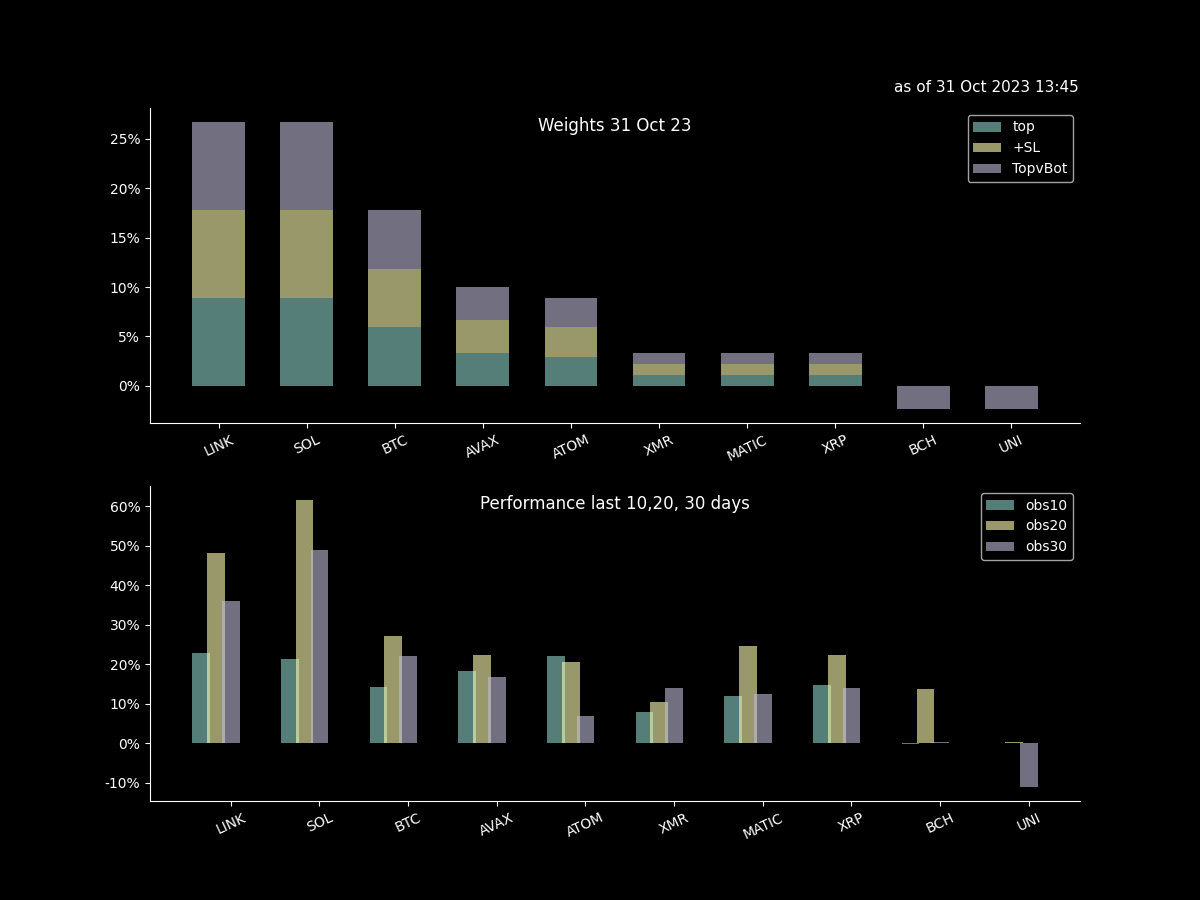 as of 31 Oct 2023 13:45
Weights 31 Oct 23
top
+SL
TopvBot
25%
20%
15%
10%
5%
0%
LINK SOL BTC AVAX ATOM XMR MATIC XRP BCH UNI
Performance last 10,20, 30 days
obs10
obs20
obs30
60%
50%
40%
30%
20%
10%
0%
-10%
LINK SOL BTC AVAX ATOM XMR MATIC XRP BCH UNI